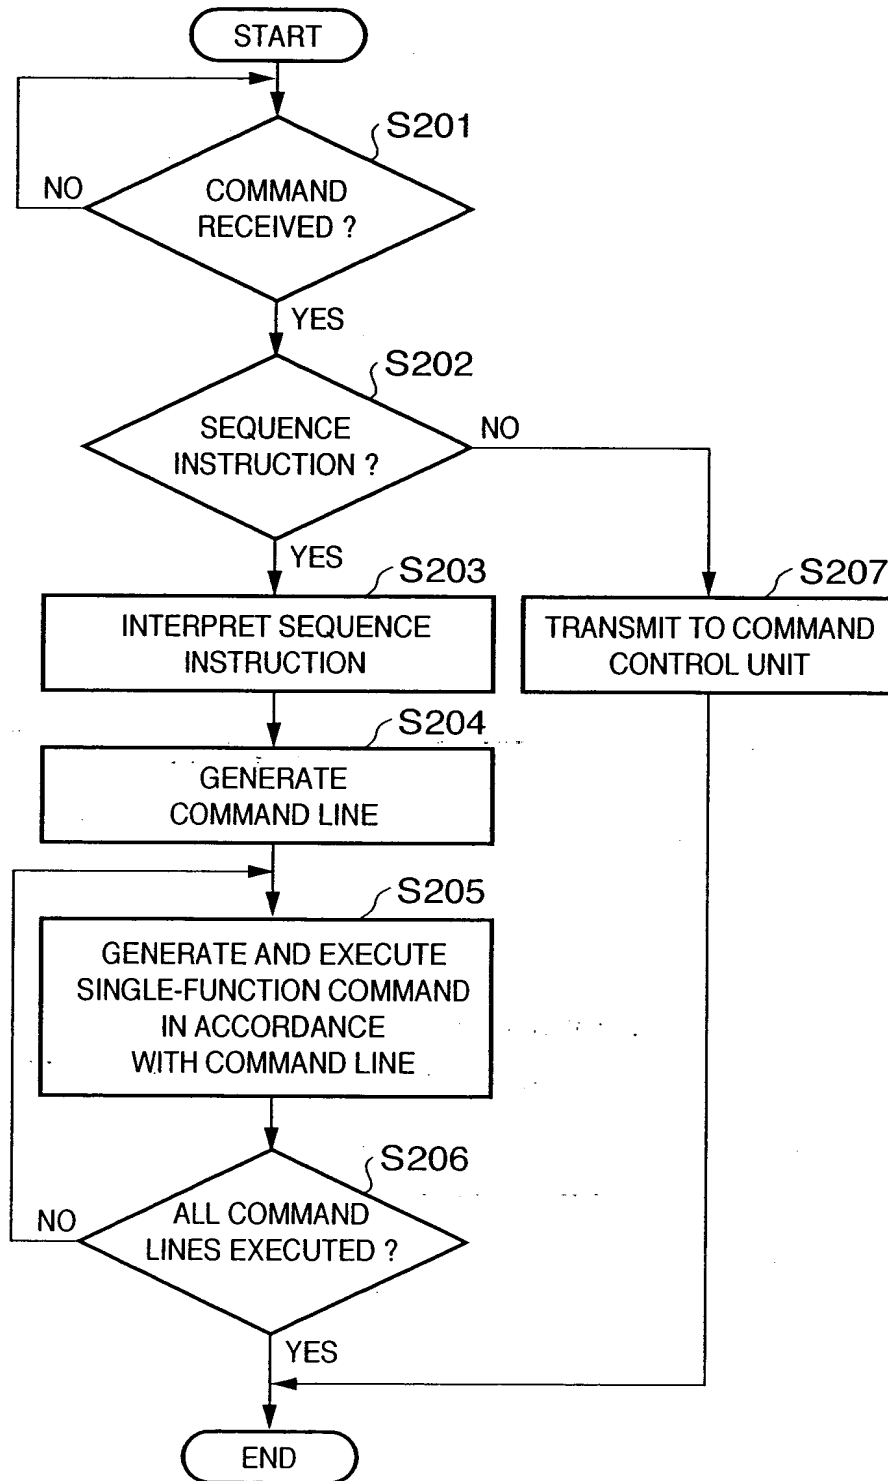 START
S201
NO
COMMAND
RECEIVED ?
YES
S202
SEQUENCE
INSTRUCTION ?
NO
YES
S203
INTERPRET SEQUENCE
INSTRUCTION
S207
TRANSMIT TO COMMAND
CONTROL UNIT
S204
GENERATE
COMMAND LINE
S205
GENERATE AND EXECUTE
SINGLE-FUNCTION COMMAND
IN ACCORDANCE
WITH COMMAND LINE
S206
NO
ALL COMMAND
LINES EXECUTED ?
YES
END